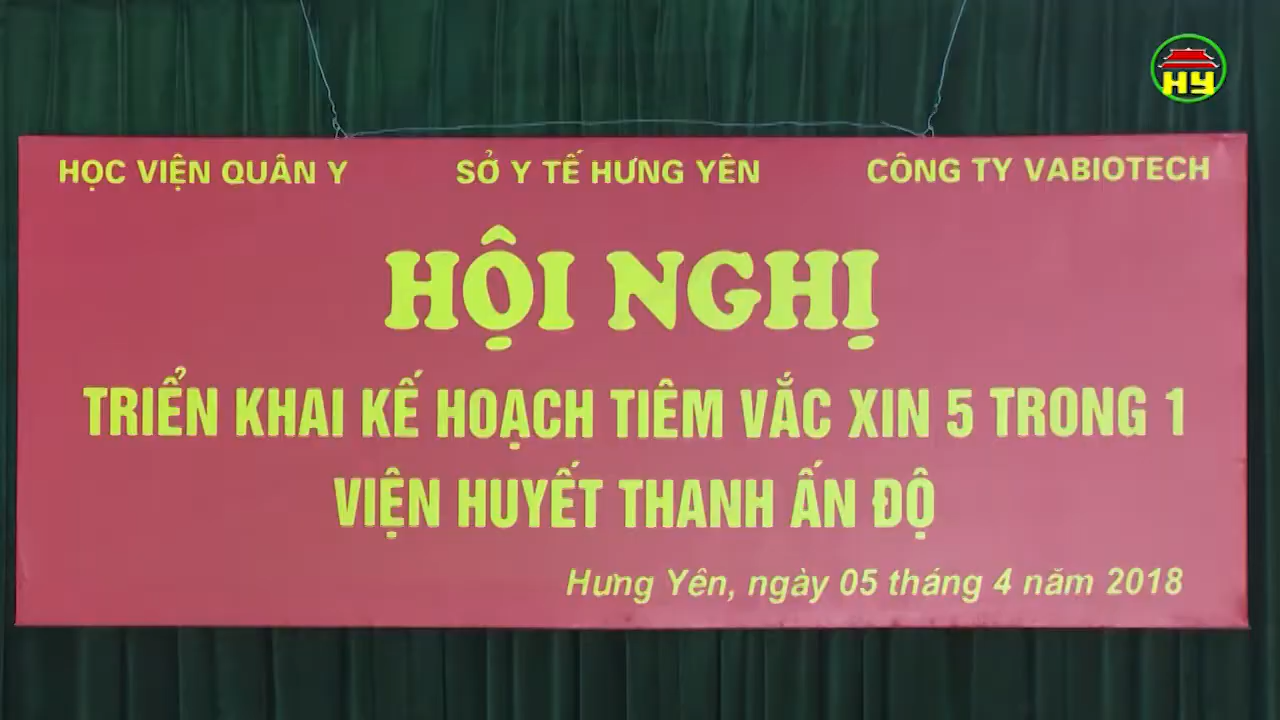 HY
HỌC VIỆN QUÂN Y SỞ Y TẾ HƯNG YÊN CÔNG TY VABIOTECH
HỘI NGHỊ
TRIỂN KHAI KẾ HOẠCH TIÊM VẮC XIN 5 TRONG 1
VIỆN HUYẾT THANH ẤN ĐỘ
Hưng Yên, ngày 05 tháng 4 năm 2018